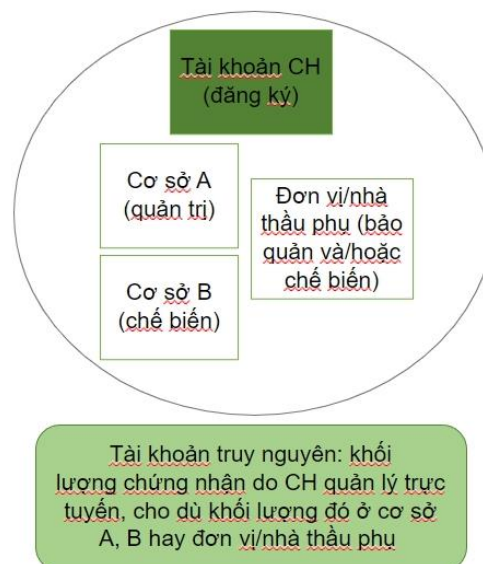 Tài khoản CH
(đăng ký)
Cơ sở A
(quản trị)
Đơn vị/nhà
thầu phụ (bảo
quản và/hoặc
chế biến)
Cơ sở B
(chế biến)
Tài khoản truy nguyên: khối
lượng chứng nhận do CH quản lý trực
tuyến, cho dù khối lượng đó ở cơ sở
A, B hay đơn vị/nhà thầu phụ